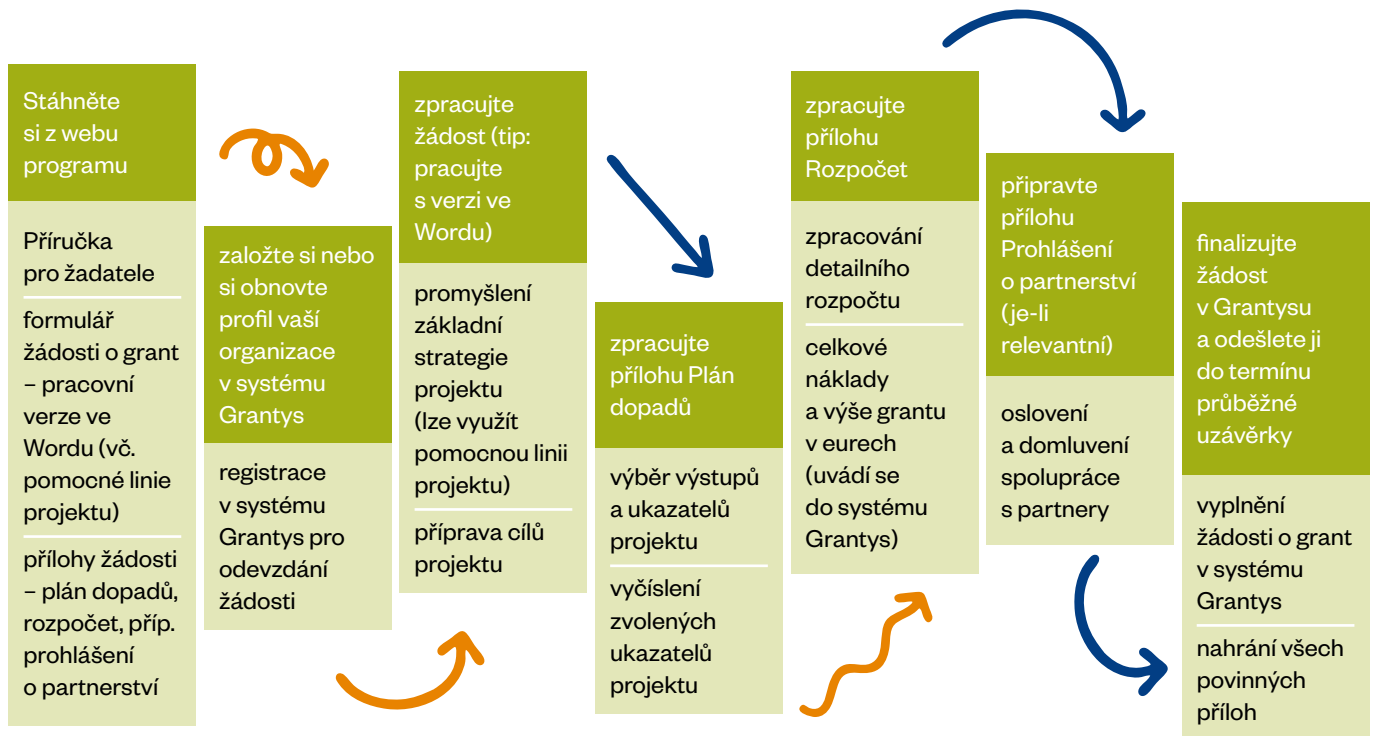 Stáhněte
si z webu
programu
Příručka
pro žadatele
formulář
žádosti o grant
– pracovní
verze ve
Wordu (vč.
pomocné linie
projektu)
přílohy žádosti
– plán dopadů,
rozpočet, příp.
prohlášení
o partnerství
založte si nebo
si obnovte
profil vaší
organizace
v systému
Grantys
registrace
v systému
Grantys pro
odevzdání
žádosti
zpracujte
žádost (tip:
pracujte
s verzi ve
Wordu)
promyšlení
základní
strategie
projektu
(lze využít
pomocnou linii
projektu)
příprava cílů
projektu
zpracujte
přílohu Plán
dopadů
výběr výstupů
a ukazatelů
projektu
vyčíslení
zvolených
ukazatelů
projektu
zpracujte
přílohu
Rozpočet
zpracování
detailního
rozpočtu
celkové
náklady
a výše grantu
v eurech
(uvádí se
do systému
Grantys)
připravte
přílohu
Prohlášení
o partnerství
(je-li
relevantní)
oslovení
a domluvení
spolupráce
s partnery
finalizujte
žádost
v Grantysu
a odešlete ji
do termínu
průběžné
uzávěrky
vyplnění
žádosti o grant
v systému
Grantys
nahrání všech
povinných
příloh